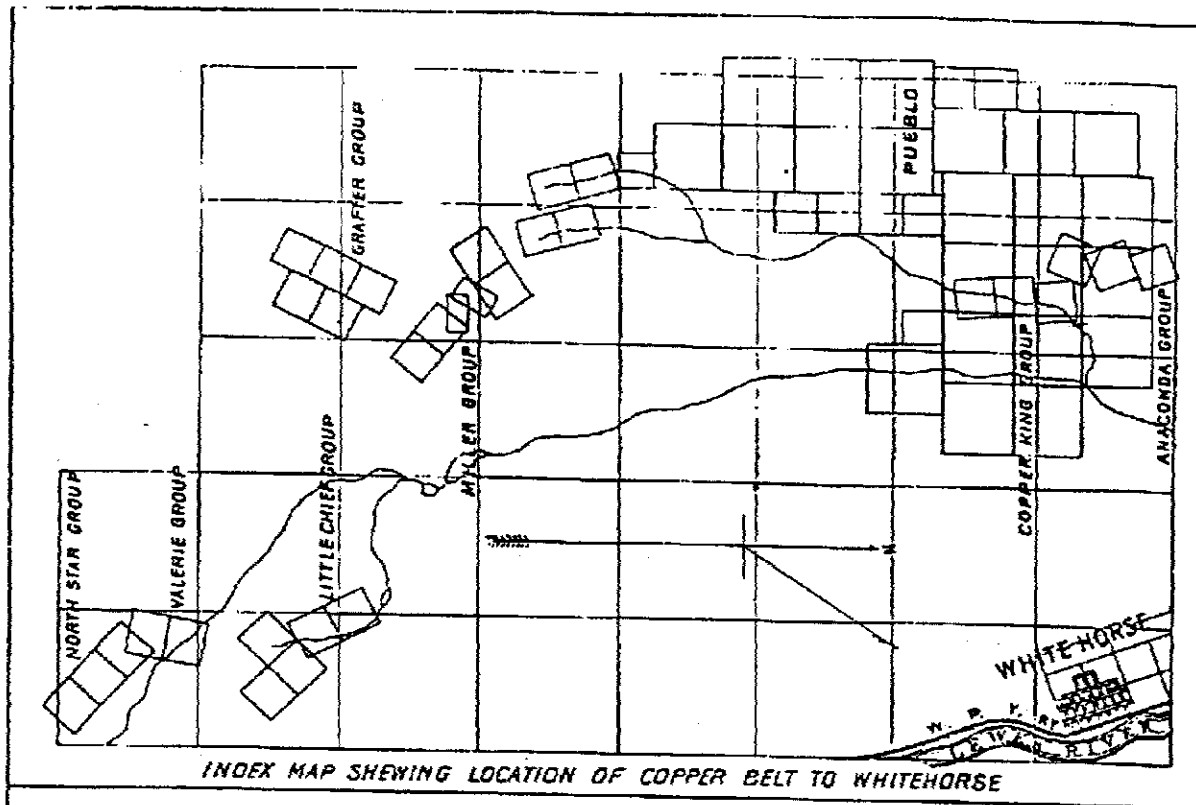 PUEBLO
GRAFTER GROUP
MILLER GROUP
COPPER KING GROUP
ANACONDA GROUP
NORTH STAR GROUP
VALERIE GROUP
LITTLE CHIEF GROUP
N
WHITE HORSE
W. P. Y. RY
LEWES RIVER
INDEX MAP SHEWING LOCATION OF COPPER BELT TO WHITEHORSE